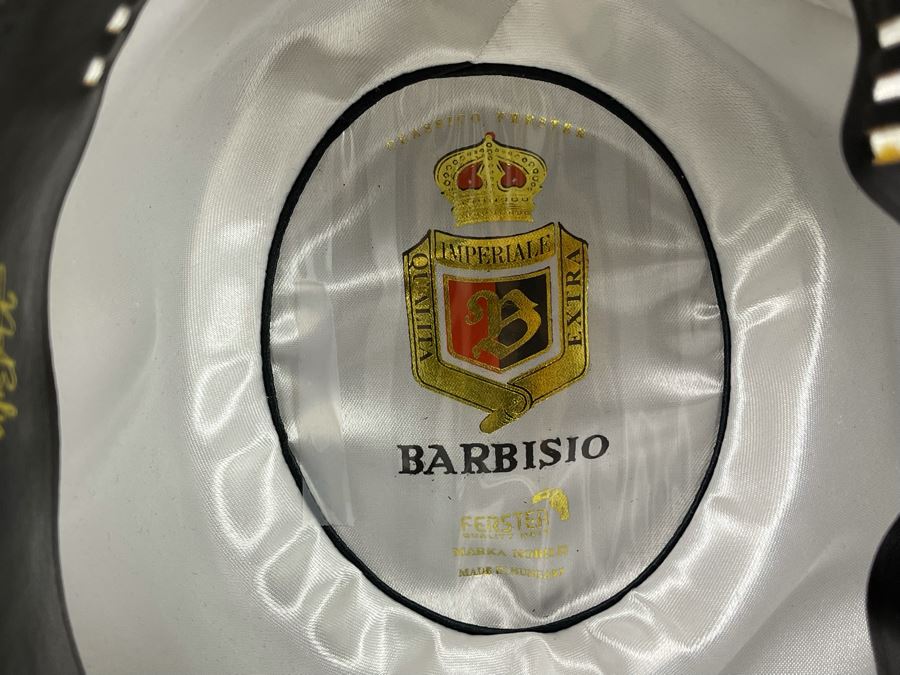 CLASSICO FERSTER
IMPERIALE
QUALITA
EXTRA
B
BARBISIO
FERSTER
MADE IN HUNGARY